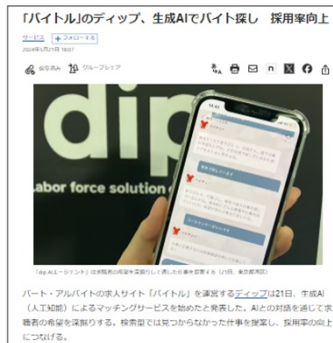 「バイトル」のディップ、生成AIでバイト探し　採用率向上
サービス　+フォローする
2024年5月21日 18:07
保存済み　グループシェア
dip
Labor force solution
「dip AIエージェント」は求職者の希望を深掘りして適した仕事を提案する（21日、東京都港区）
パート・アルバイトの求人サイト「バイトル」を運営するディップは21日、生成AI
（人工知能）によるマッチングサービスを始めたと発表した。AIとの対話を通じて求
職者の希望を深掘りする。検索型では見つからなかった仕事を提案し、採用率の向上
につなげる。